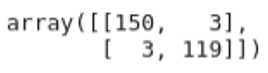 array([[150,   3],
       [  3, 119]])